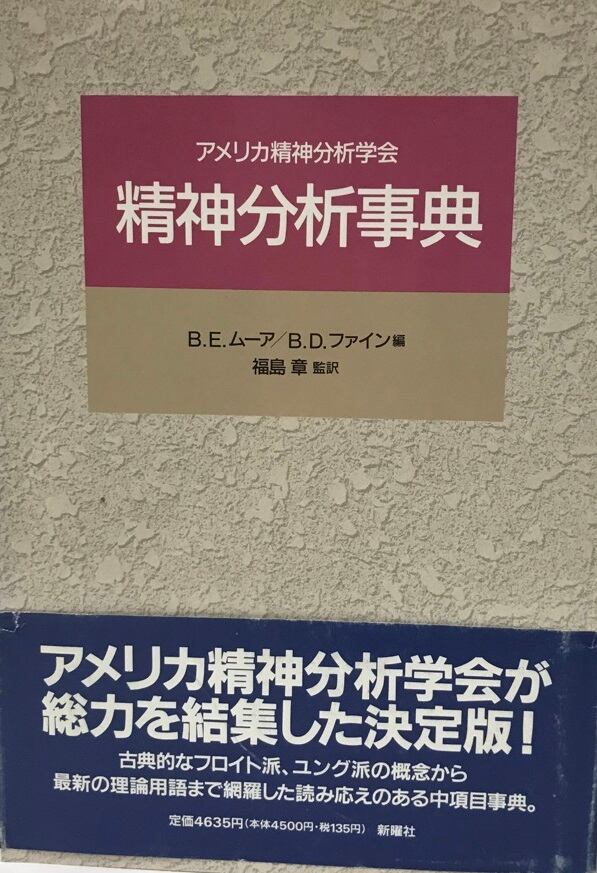 アメリカ精神分析学会
精神分析事典
B.E.ムーア/B.D.ファイン編
福島 章 監訳
アメリカ精神分析学会が
総力を結集した決定版!
古典的なフロイト派、ユング派の概念から
最新の理論用語まで網羅した読み応えのある中項目事典。
定価4635円(本体4500円・税135円) 新曜社